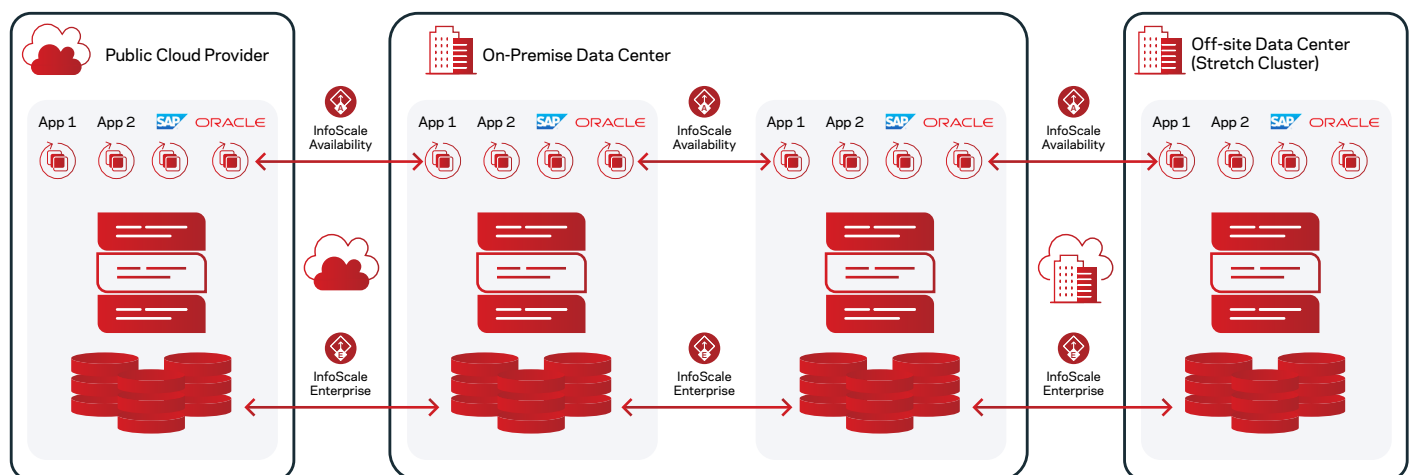 Public Cloud Provider
On-Premise Data Center
Off-site Data Center
(Stretch Cluster)
App 1 App 2 SAP ORACLE
A
InfoScale
Availability
App 1 App 2 SAP ORACLE
A
InfoScale
Availability
App 1 App 2 SAP ORACLE
A
InfoScale
Availability
App 1 App 2 SAP ORACLE
E
InfoScale
Enterprise
E
InfoScale
Enterprise
E
InfoScale
Enterprise